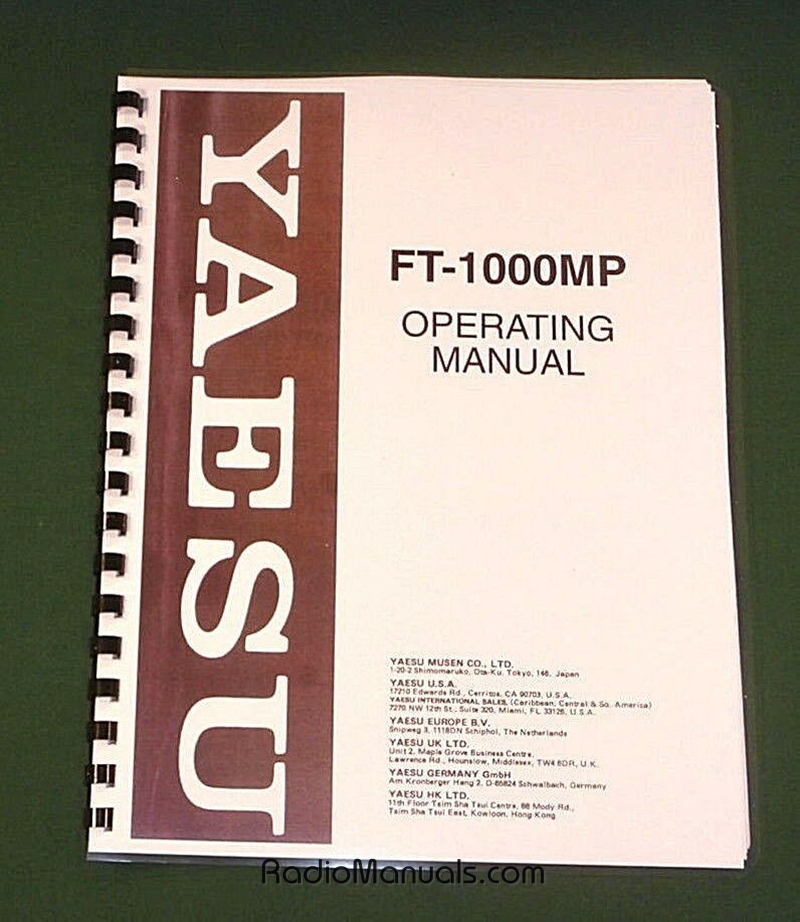 YAESU
FT-1000MP
OPERATING
MANUAL
YAESU MUSEN CO., LTD.
1-20-2 Shimomaruko, Ota-Ku, Tokyo, 146, Japan
YAESU U.S.A.
17210 Edwards Rd., Cerritos, CA 90703, U.S.A.
YAESU INTERNATIONAL SALES, (Caribbean, Central & So. America)
7270 NW 12th St., Suite 320, Miami, FL 33126, U.S.A.
YAESU EUROPE B.V.
Snipweg 3, 1118DN Schiphol, The Netherlands
YAESU UK LTD.
Unit 2, Maple Grove Business Centre,
Lawrence Rd., Hounslow, Middlesex, TW4 6DR, U.K.
YAESU GERMANY GmbH
Am Kronberger Hang 2, D-65824 Schwalbach, Germany
YAESU HK LTD.
11th Floor Tsim Sha Tsui Centre, 66 Mody Rd.,
Tsim Sha Tsui East, Kowloon, Hong Kong
RadioManuals.com